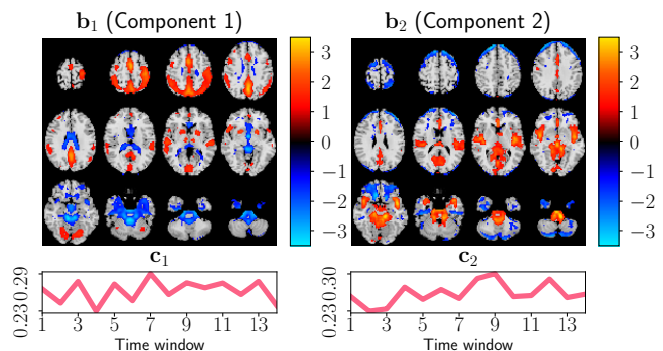 b₁ (Component 1)
3
2
1
0
−1
−2
−3
c₁
0.29
0.23
1 3 5 7 9 11 13
Time window
b₂ (Component 2)
3
2
1
0
−1
−2
−3
c₂
0.30
0.23
1 3 5 7 9 11 13
Time window